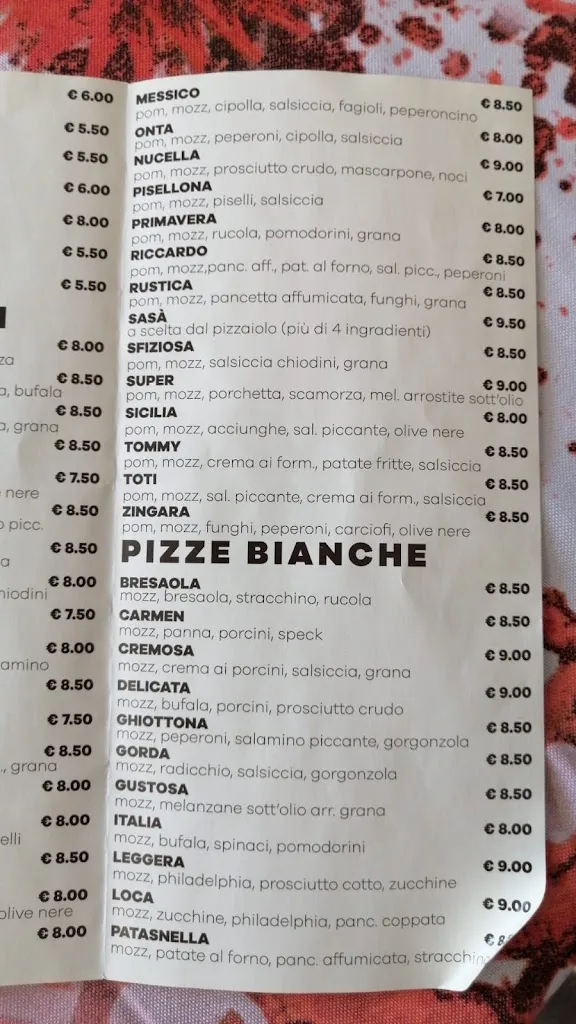 € 6.00
€ 5.50
€ 5.50
€ 6.00
€ 8.00
€ 5.50
€ 5.50
€ 8.00
€ 8.50
bufala
€ 8.50
grana
€ 8.50
€ 7.50
nere
€ 8.50
picc.
€ 8.50
€ 8.00
€ 7.50
€ 8.00
€ 8.50
€ 7.50
€ 8.50
grana
€ 8.00
€ 8.00
€ 8.50
€ 8.00
olive nere
€ 8.00
MESSICO € 8.50
pom, mozz, cipolla, salsiccia, fagioli, peperoncino
ONTA € 8.00
pom, mozz, peperoni, cipolla, salsiccia
NUCELLA € 9.00
pom, mozz, prosciutto crudo, mascarpone, noci
PISELLONA € 7.00
pom, mozz, piselli, salsiccia
PRIMAVERA € 8.00
pom, mozz, rucola, pomodorini, grana
RICCARDO € 8.50
pom, mozz,panc. aff., pat. al forno, sal. picc., peperoni
RUSTICA € 8.50
pom, mozz, pancetta affumicata, funghi, grana
SASÀ € 9.50
a scelta dal pizzaiolo (più di 4 ingredienti)
SFIZIOSA € 8.50
pom, mozz, salsiccia chiodini, grana
SUPER € 9.00
pom, mozz, porchetta, scamorza, mel. arrostite sott'olio
SICILIA € 8.00
pom, mozz, acciunghe, sal. piccante, olive nere
TOMMY € 8.50
pom, mozz, crema ai form., patate fritte, salsiccia
TOTI € 8.50
pom, mozz, sal. piccante, crema ai form., salsiccia
ZINGARA € 8.50
pom, mozz, funghi, peperoni, carciofi, olive nere
PIZZE BIANCHE
BRESAOLA € 8.50
mozz, bresaola, stracchino, rucola
CARMEN € 8.50
mozz, panna, porcini, speck
CREMOSA € 9.00
mozz, crema ai porcini, salsiccia, grana
DELICATA € 9.00
mozz, bufala, porcini, prosciutto crudo
GHIOTTONA € 8.50
mozz, peperoni, salamino piccante, gorgonzola
GORDA € 8.50
mozz, radicchio, salsiccia, gorgonzola
GUSTOSA € 8.50
mozz, melanzane sott'olio arr. grana
ITALIA € 8.00
mozz, bufala, spinaci, pomodorini
LEGGERA € 9.00
mozz, philadelphia, prosciutto cotto, zucchine
LOCA € 9.00
mozz, zucchine, philadelphia, panc. coppata
PATASNELLA
mozz, patate al forno, panc. affumicata, stracchino